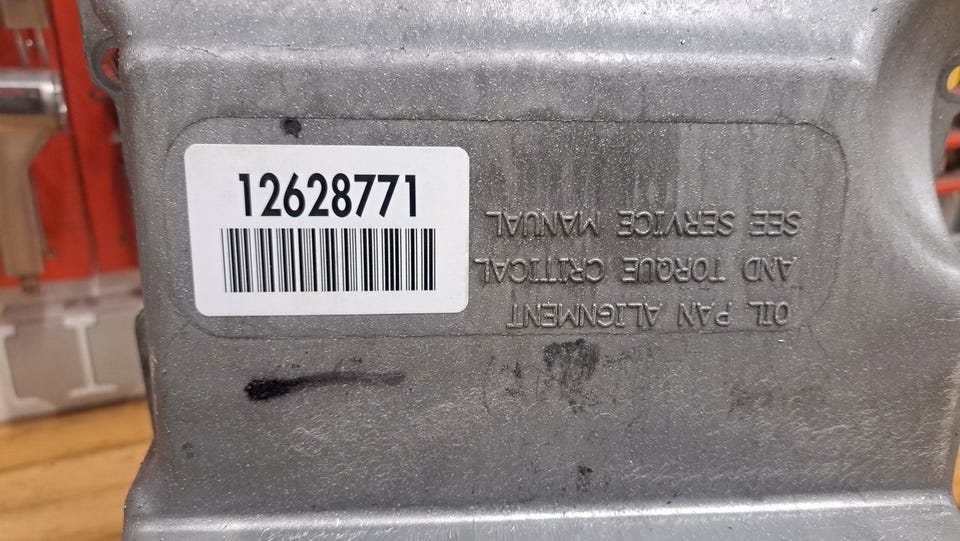 12628771
OIL PAN ALIGNMENT
AND TORQUE CRITICAL
SEE SERVICE MANUAL